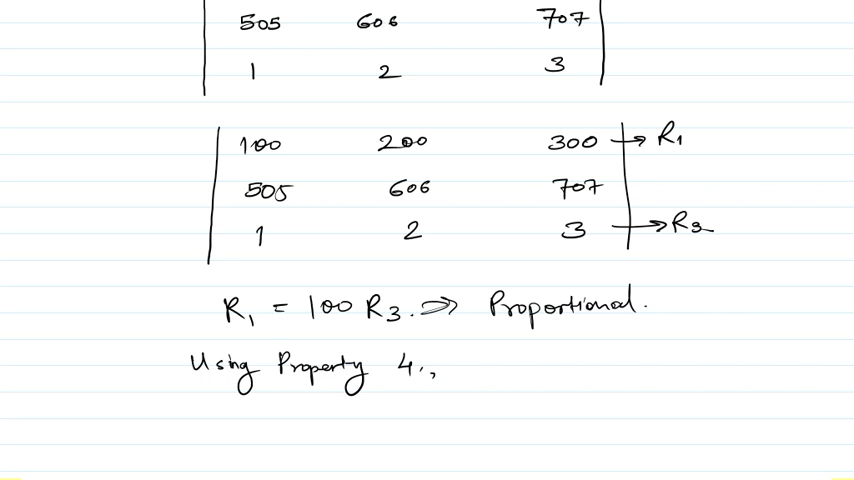 505 606 707
1 2 3
100 200 300 → R1
505 606 707
1 2 3 → R3
R1 = 100 R3. ⇒ Proportional.
Using Property 4.,